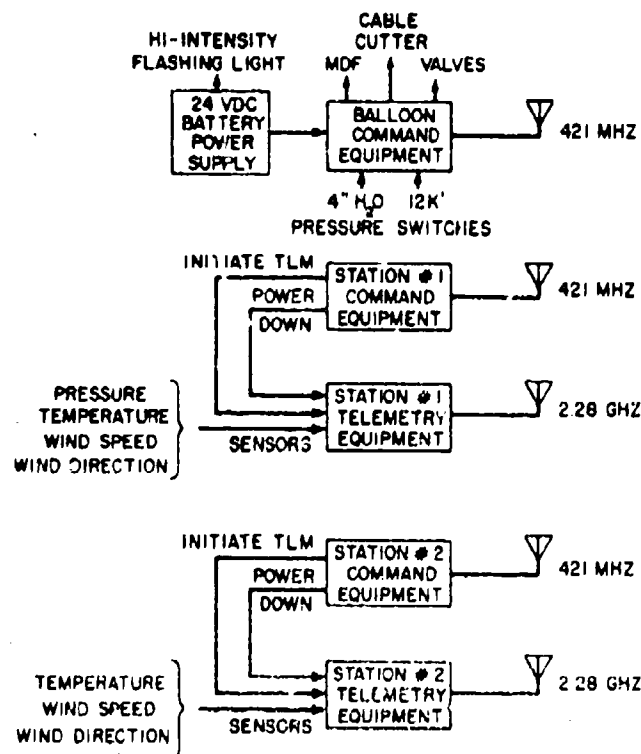 CABLE
CUTTER
HI-INTENSITY
FLASHING LIGHT
MDF
VALVES
24 VDC
BATTERY
POWER
SUPPLY
BALLOON
COMMAND
EQUIPMENT
421 MHZ
4" H2O
12K'
PRESSURE SWITCHES
INITIATE TLM
POWER
DOWN
STATION #1
COMMAND
EQUIPMENT
421 MHZ
PRESSURE
TEMPERATURE
WIND SPEED
WIND DIRECTION
SENSORS
STATION #1
TELEMETRY
EQUIPMENT
2.28 GHZ
INITIATE TLM
POWER
DOWN
STATION #2
COMMAND
EQUIPMENT
421 MHZ
TEMPERATURE
WIND SPEED
WIND DIRECTION
SENSORS
STATION #2
TELEMETRY
EQUIPMENT
2.28 GHZ